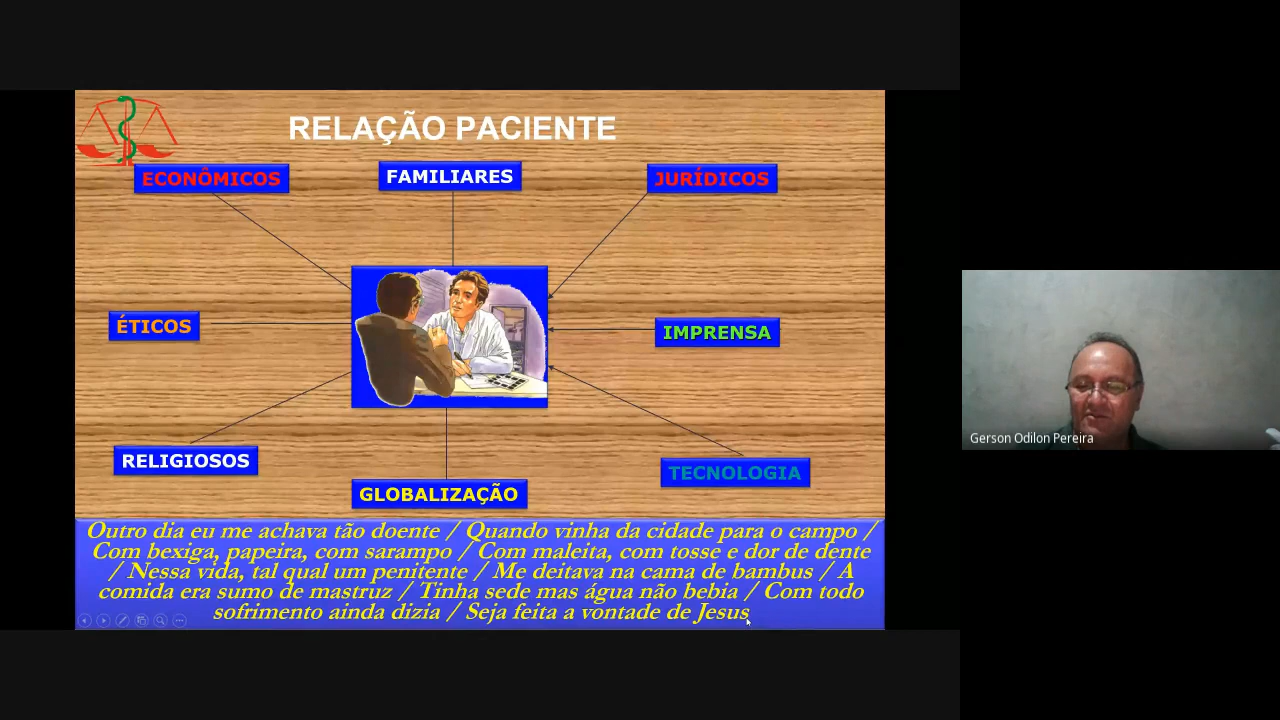 RELAÇÃO PACIENTE
ECONÔMICOS
FAMILIARES
JURÍDICOS
ÉTICOS
IMPRENSA
RELIGIOSOS
TECNOLOGIA
GLOBALIZAÇÃO
Outro dia eu me achava tão doente / Quando vinha da cidade para o campo /
Com bexiga, papeira, com sarampo / Com maleita, com tosse e dor de dente
/ Nessa vida, tal qual um penitente / Me deitava na cama de bambus / A
comida era sumo de mastruz / Tinha sede mas água não bebia / Com todo
sofrimento ainda dizia / Seja feita a vontade de Jesus
Gerson Odilon Pereira